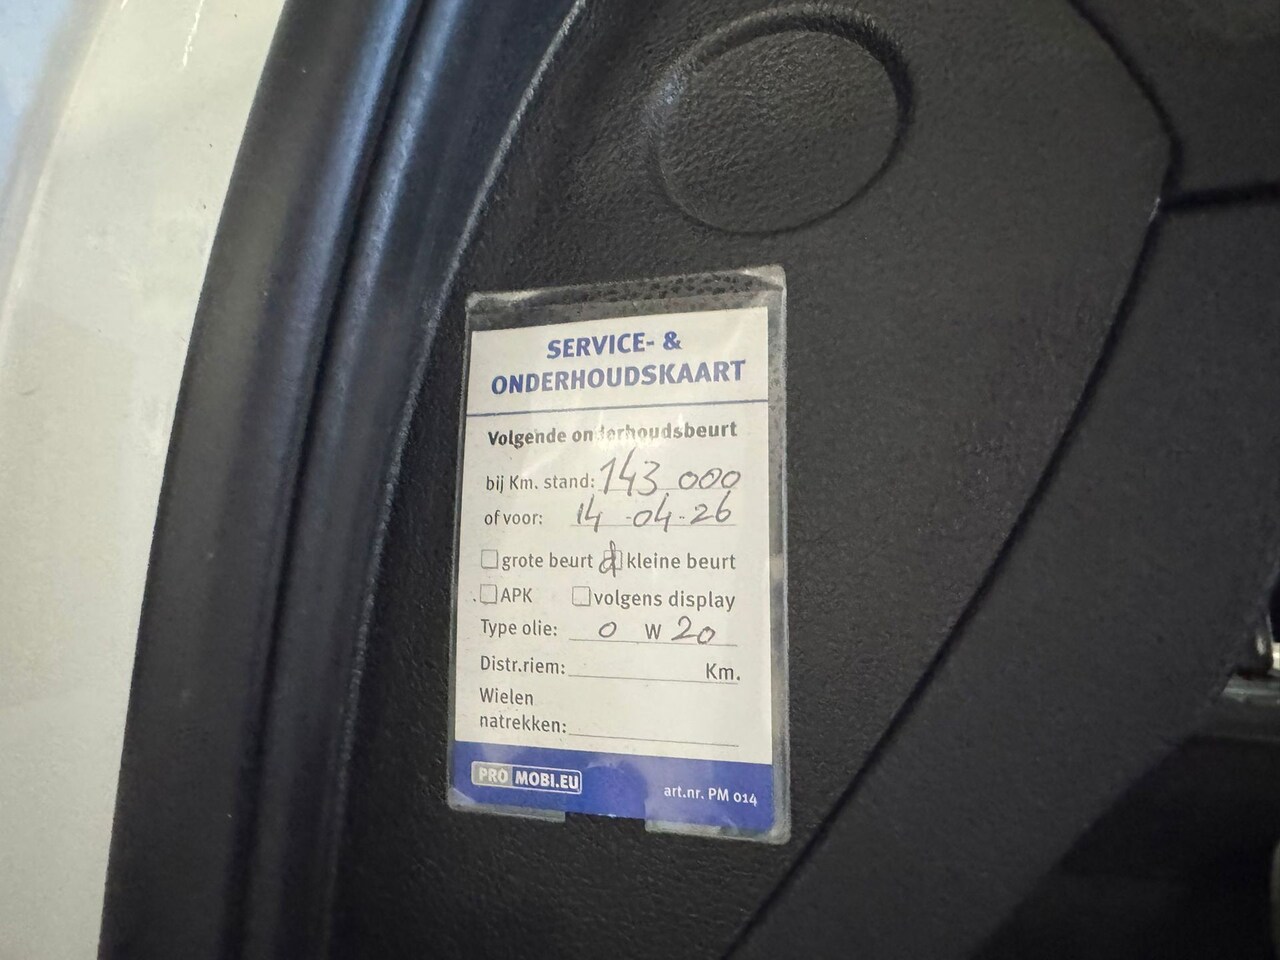 SERVICE- &
ONDERHOUDSKAART
Volgende onderhoudsbeurt
bij Km. stand: 143 000
of voor: 14 -04-26
grote beurt kleine beurt
APK volgens display
Type olie: 0 W 20
Distr.riem: Km.
Wielen
natrekken:
PRO MOBI.EU art.nr. PM 014